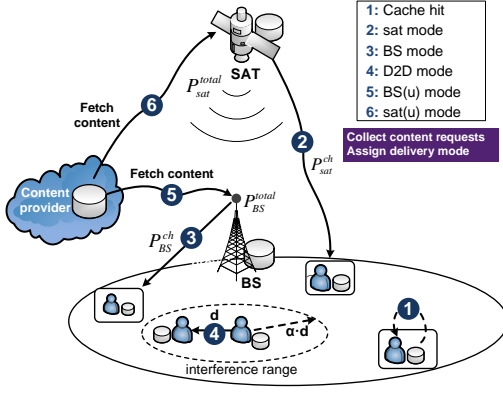 1: Cache hit
2: sat mode
3: BS mode
4: D2D mode
5: BS(u) mode
6: sat(u) mode
Collect content requests
Assign delivery mode
SAT
P_sat^total
Fetch
content
6
2
P_sat^ch
Fetch content
Content
provider
5
P_BS^total
P_BS^ch
3
BS
1
d
4
α·d
interference range